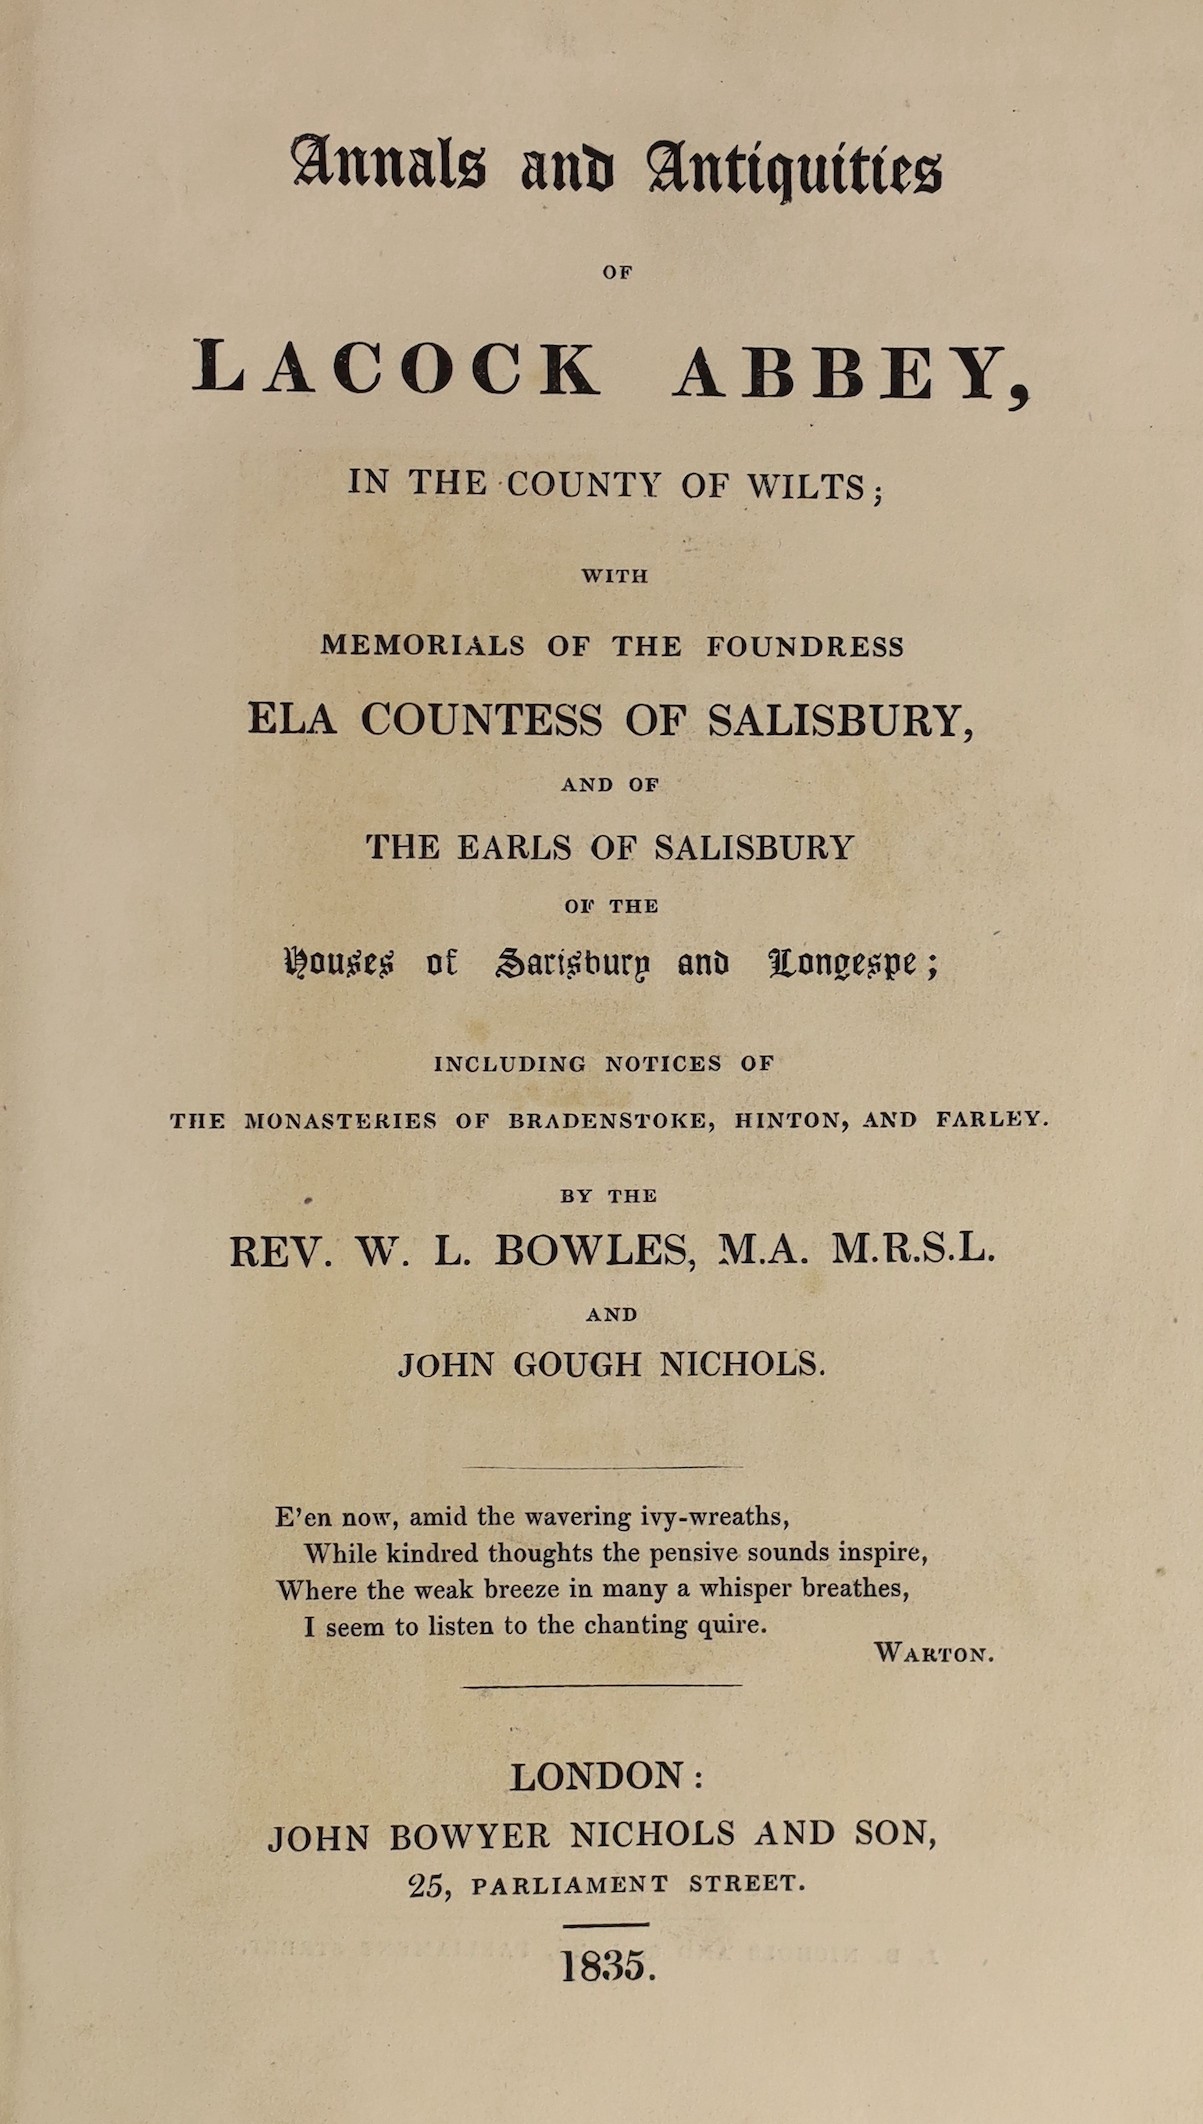 Annals and Antiquities
OF
LACOCK ABBEY,
IN THE COUNTY OF WILTS;
WITH
MEMORIALS OF THE FOUNDRESS
ELA COUNTESS OF SALISBURY,
AND OF
THE EARLS OF SALISBURY
OF THE
Houses of Sarisbury and Longespe;
INCLUDING NOTICES OF
THE MONASTERIES OF BRADENSTOKE, HINTON, AND FARLEY.
BY THE
REV. W. L. BOWLES, M.A. M.R.S.L.
AND
JOHN GOUGH NICHOLS.
E'en now, amid the wavering ivy-wreaths,
While kindred thoughts the pensive sounds inspire,
Where the weak breeze in many a whisper breathes,
I seem to listen to the chanting quire.
WARTON.
LONDON:
JOHN BOWYER NICHOLS AND SON,
25, PARLIAMENT STREET.
1835.